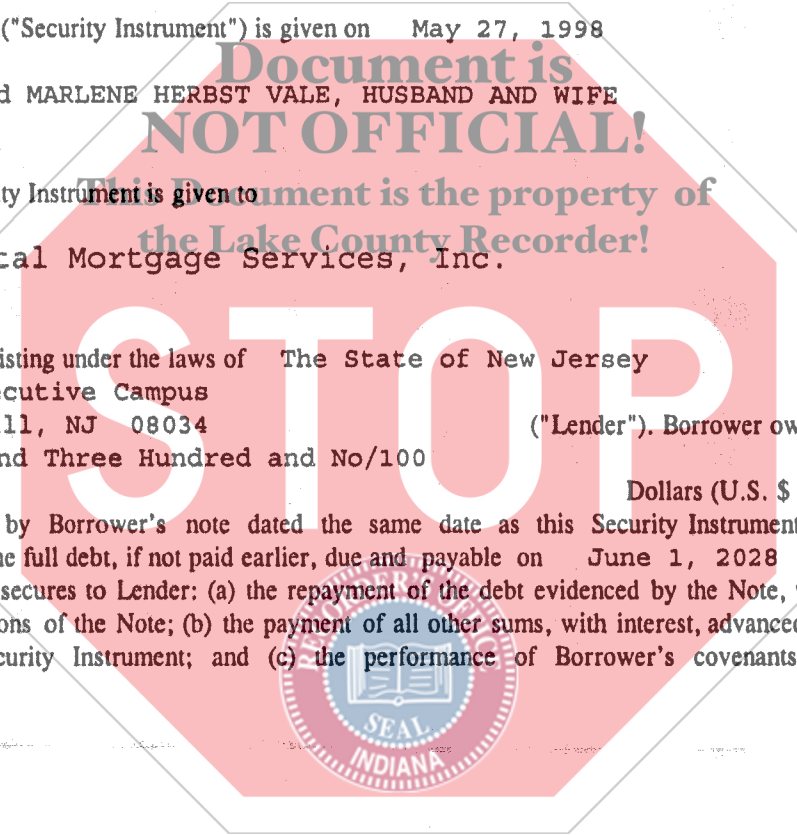 ("Security Instrument") is given on May 27, 1998
Document is
d MARLENE HERBST VALE, HUSBAND AND WIFE
NOT OFFICIAL!
ty Instrument is given to
This Document is the property of
the Lake County Recorder!
tal Mortgage Services, Inc.
STOP
isting under the laws of The State of New Jersey
ecutive Campus
ill, NJ 08034 ("Lender"). Borrower ow
nd Three Hundred and No/100
Dollars (U.S. $
by Borrower's note dated the same date as this Security Instrument
he full debt, if not paid earlier, due and payable on June 1, 2028
secures to Lender: (a) the repayment of the debt evidenced by the Note,
ons of the Note; (b) the payment of all other sums, with interest, advanced
curity Instrument; and (c) the performance of Borrower's covenants
RECORDER'S OFFICE
SEAL
INDIANA